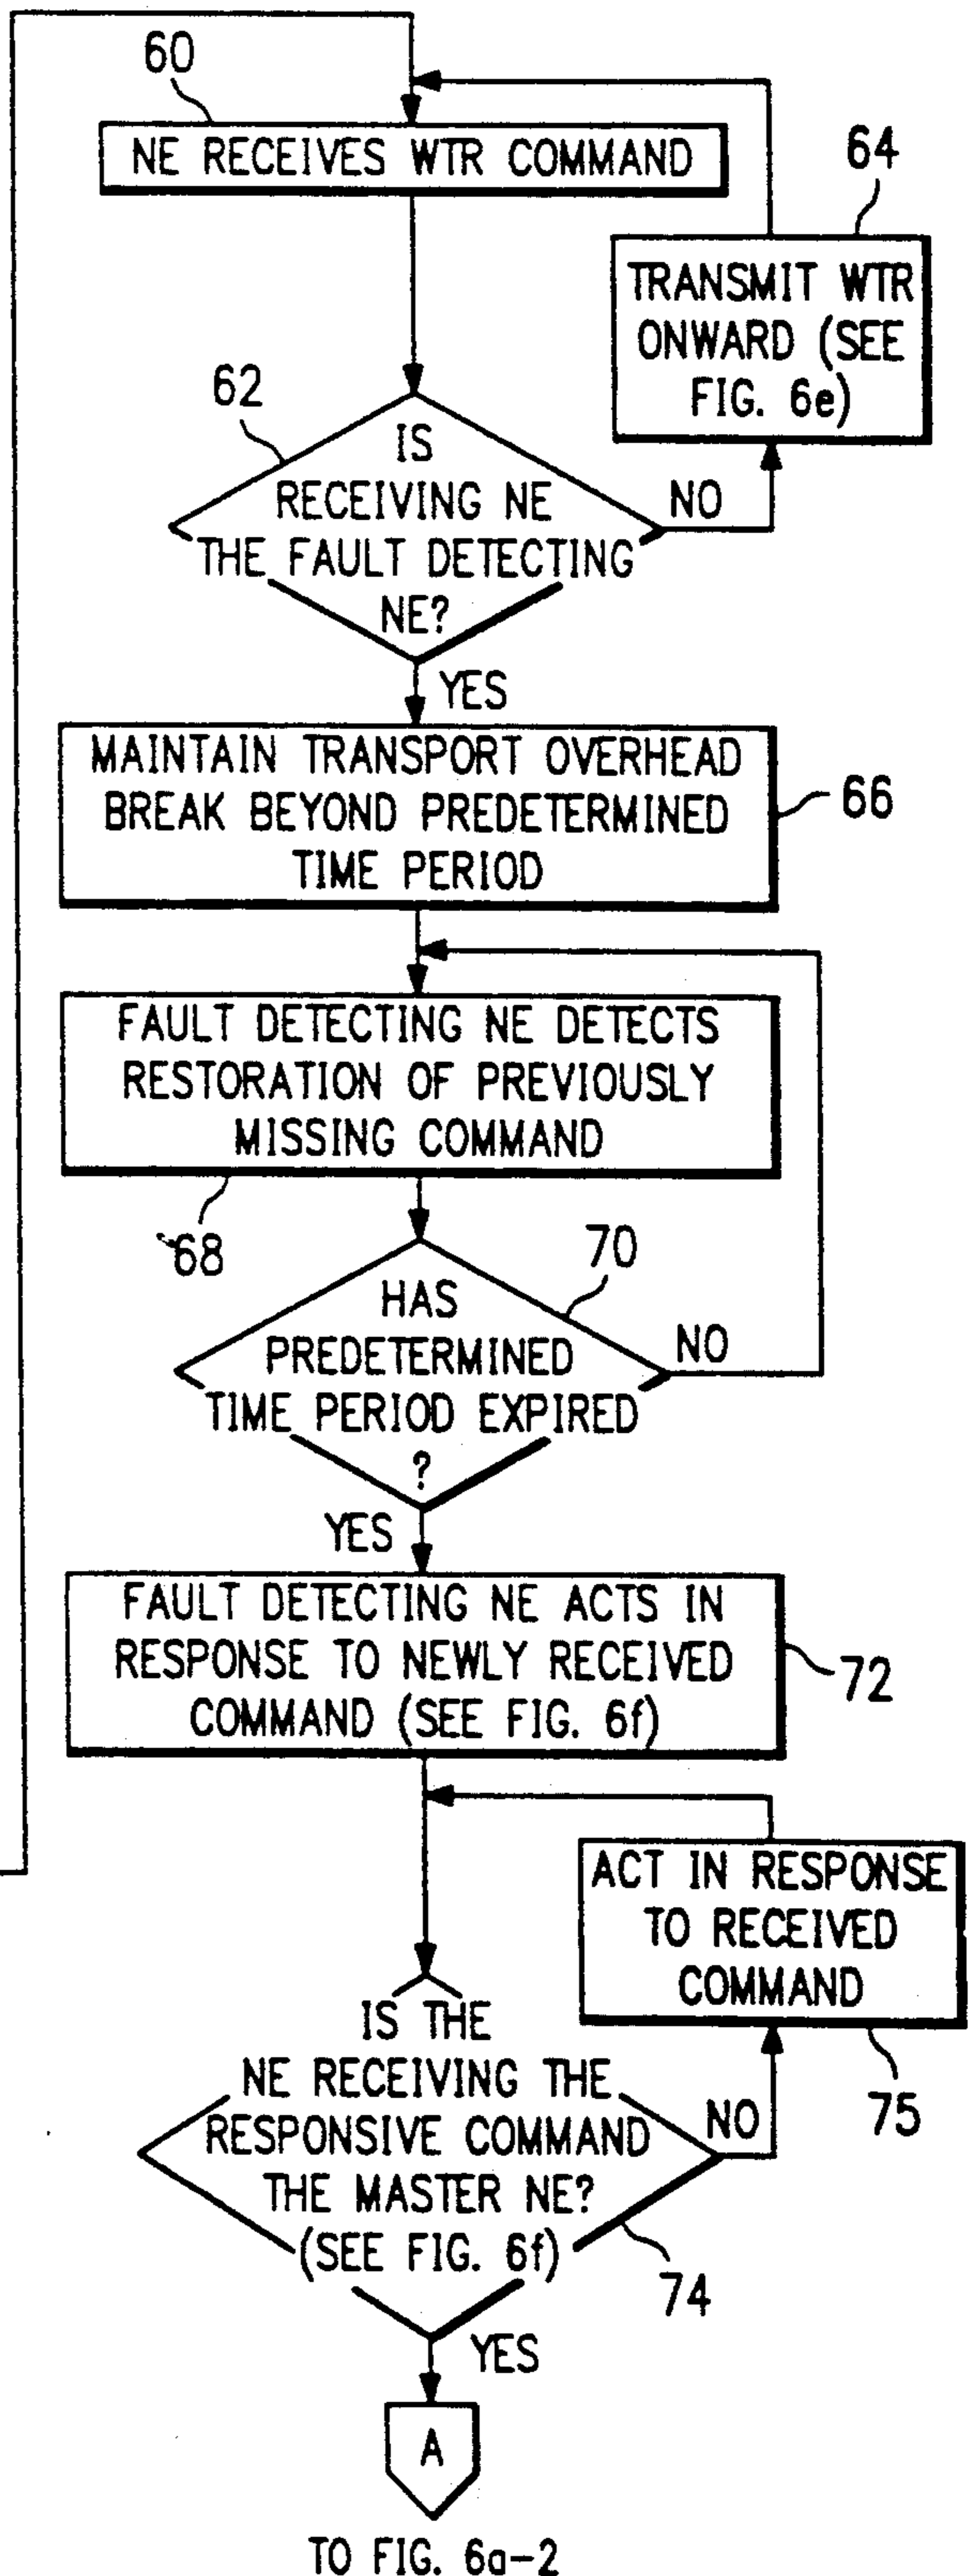 60
NE RECEIVES WTR COMMAND
64
TRANSMIT WTR
ONWARD (SEE
FIG. 6e)
62
IS
RECEIVING NE
THE FAULT DETECTING
NE?
NO
YES
MAINTAIN TRANSPORT OVERHEAD
BREAK BEYOND PREDETERMINED
TIME PERIOD
66
FAULT DETECTING NE DETECTS
RESTORATION OF PREVIOUSLY
MISSING COMMAND
68
70
HAS
PREDETERMINED
TIME PERIOD EXPIRED
?
NO
YES
FAULT DETECTING NE ACTS IN
RESPONSE TO NEWLY RECEIVED
COMMAND (SEE FIG. 6f)
72
ACT IN RESPONSE
TO RECEIVED
COMMAND
75
IS THE
NE RECEIVING THE
RESPONSIVE COMMAND
THE MASTER NE?
(SEE FIG. 6f)
NO
74
YES
A
TO FIG. 6a-2